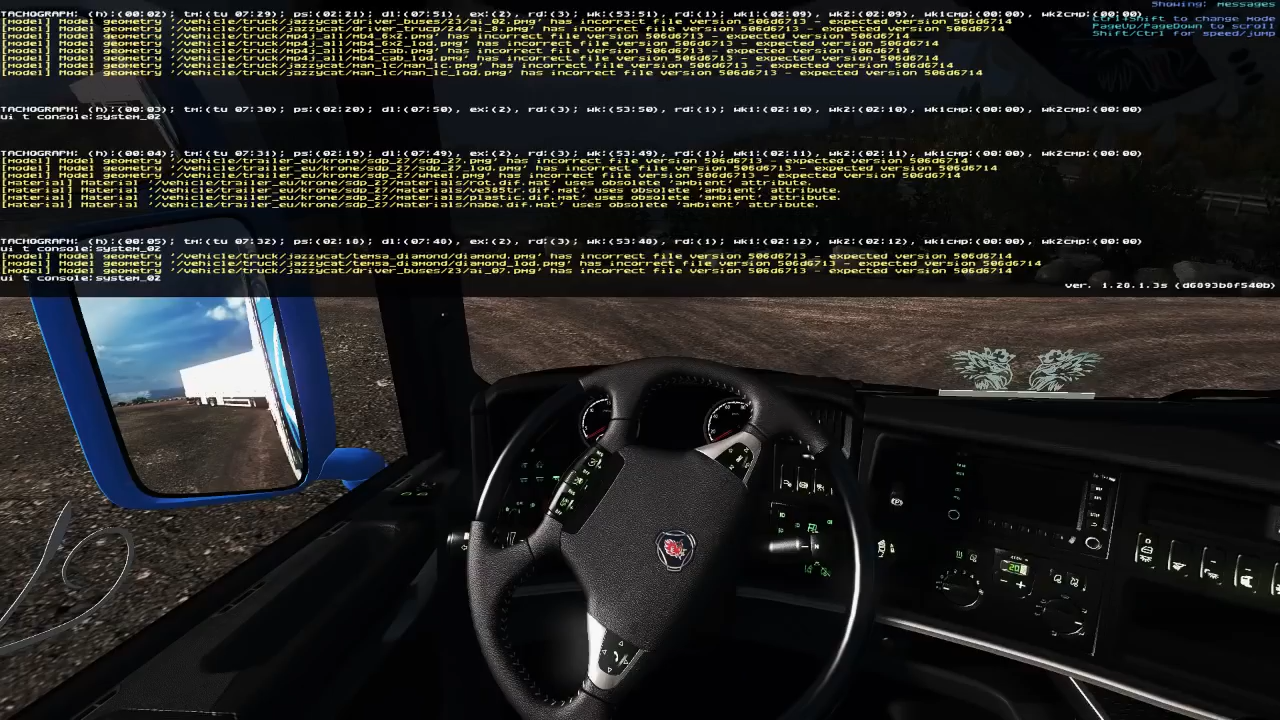 Showing: messages
TACHOGRAPH: (h):(00:02); tm:(tu 07:29); ps:(02:21); dl:(07:51), ex:(2), rd:(3); wk:(53:51); rd:(1); wk1:(02:09), wk2:(02:09), wk1cmp:(00:00), wk2cmp:(00:00)
Ctrl+Shift to change mode
PageUp/PageDown to scroll
Shift/Ctrl for speed/jump
[Model] Model geometry '/vehicle/truck/jazzycat/driver_buses/23/ai_02.pmg' has incorrect file version 506d6713 - expected version 506d6714
[Model] Model geometry '/vehicle/truck/jazzycat/driver_trucp/24/ai_8.pmg' has incorrect file version 506d6713 - expected version 506d6714
[Model] Model geometry '/vehicle/truck/mp4j_all/mb4_6x2.pmg' has incorrect file version 506d6713 - expected version 506d6714
[Model] Model geometry '/vehicle/truck/mp4j_all/mb4_6x2_lod.pmg' has incorrect file version 506d6713 - expected version 506d6714
[Model] Model geometry '/vehicle/truck/mp4j_all/mb4_cab.pmg' has incorrect file version 506d6713 - expected version 506d6714
[Model] Model geometry '/vehicle/truck/mp4j_all/mb4_cab_lod.pmg' has incorrect file version 506d6713 - expected version 506d6714
[Model] Model geometry '/vehicle/truck/jazzycat/man_lc/man_lc.pmg' has incorrect file version 506d6713 - expected version 506d6714
[Model] Model geometry '/vehicle/truck/jazzycat/man_lc/man_lc_lod.pmg' has incorrect file version 506d6713 - expected version 506d6714
TACHOGRAPH: (h):(00:03); tm:(tu 07:30); ps:(02:20); dl:(07:50), ex:(2), rd:(3); wk:(53:50); rd:(1); wk1:(02:10), wk2:(02:10), wk1cmp:(00:00), wk2cmp:(00:00)
ui t console:system_02
TACHOGRAPH: (h):(00:04); tm:(tu 07:31); ps:(02:19); dl:(07:49), ex:(2), rd:(3); wk:(53:49); rd:(1); wk1:(02:11), wk2:(02:11), wk1cmp:(00:00), wk2cmp:(00:00)
[Model] Model geometry '/vehicle/trailer_eu/krone/sdp_27/sdp_27.pmg' has incorrect file version 506d6713 - expected version 506d6714
[Model] Model geometry '/vehicle/trailer_eu/krone/sdp_27/sdp_27_lod.pmg' has incorrect file version 506d6713 - expected version 506d6714
[Model] Model geometry '/vehicle/trailer_eu/krone/sdp_27/wheel.pmg' has incorrect file version 506d6713 - expected version 506d6714
[Material] Material '/vehicle/trailer_eu/krone/sdp_27/materials/rot.dif.mat' uses obsolete 'ambient' attribute.
[Material] Material '/vehicle/trailer_eu/krone/sdp_27/materials/ve385r.dif.mat' uses obsolete 'ambient' attribute.
[Material] Material '/vehicle/trailer_eu/krone/sdp_27/materials/plastic.dif.mat' uses obsolete 'ambient' attribute.
[Material] Material '/vehicle/trailer_eu/krone/sdp_27/materials/nabe.dif.mat' uses obsolete 'ambient' attribute.
TACHOGRAPH: (h):(00:05); tm:(tu 07:32); ps:(02:18); dl:(07:48), ex:(2), rd:(3); wk:(53:48); rd:(1); wk1:(02:12), wk2:(02:12), wk1cmp:(00:00), wk2cmp:(00:00)
ui t console:system_02
[Model] Model geometry '/vehicle/truck/jazzycat/temsa_diamond/diamond.pmg' has incorrect file version 506d6713 - expected version 506d6714
[Model] Model geometry '/vehicle/truck/jazzycat/temsa_diamond/diamond_lod.pmg' has incorrect file version 506d6713 - expected version 506d6714
[Model] Model geometry '/vehicle/truck/jazzycat/driver_buses/23/ai_07.pmg' has incorrect file version 506d6713 - expected version 506d6714
ui t console:system_02
ver. 1.28.1.3s (d6893b8f540b)